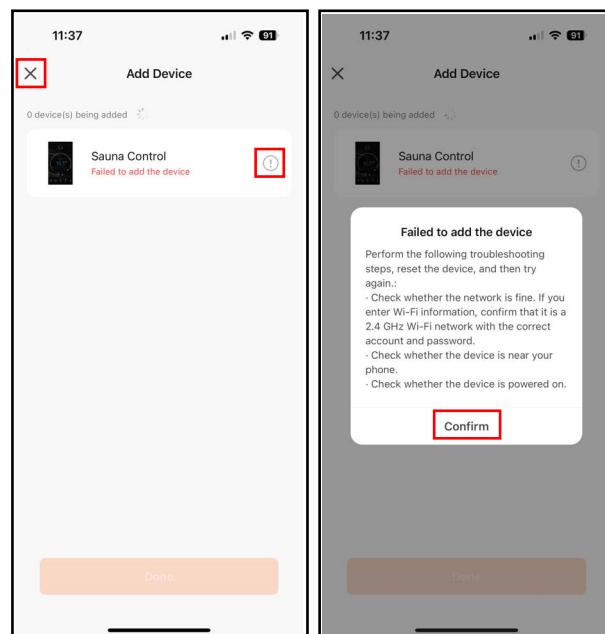 11:37
91
Add Device
0 device(s) being added
Sauna Control
Failed to add the device
Done
11:37
91
Add Device
0 device(s) being added
Sauna Control
Failed to add the device
Failed to add the device
Perform the following troubleshooting
steps, reset the device, and then try
again.:
· Check whether the network is fine. If you
enter Wi-Fi information, confirm that it is a
2.4 GHz Wi-Fi network with the correct
account and password.
· Check whether the device is near your
phone.
· Check whether the device is powered on.
Confirm
Done